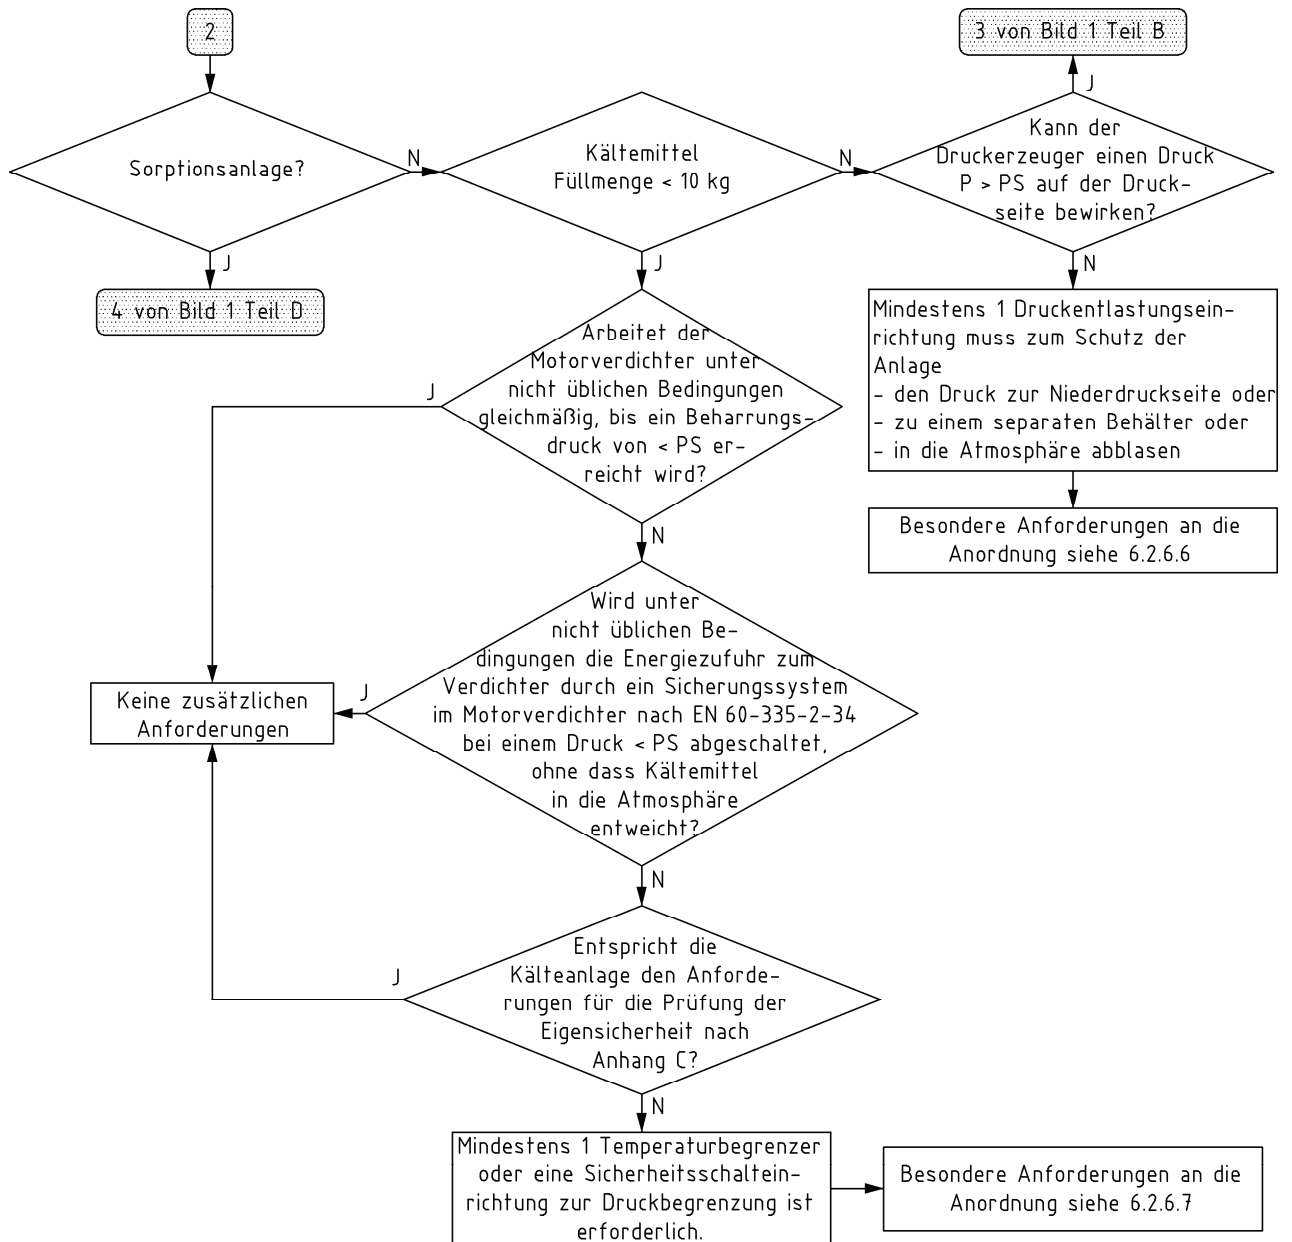 2
3 von Bild 1 Teil B
J
Sorptionsanlage?
N
Kältemittel
Füllmenge < 10 kg
N
Kann der
Druckerzeuger einen Druck
P > PS auf der Druck-
seite bewirken?
J
4 von Bild 1 Teil D
J
N
Mindestens 1 Druckentlastungsein-
richtung muss zum Schutz der
Anlage
- den Druck zur Niederdruckseite oder
- zu einem separaten Behälter oder
- in die Atmosphäre abblasen
Besondere Anforderungen an die
Anordnung siehe 6.2.6.6
Arbeitet der
Motorverdichter unter
nicht üblichen Bedingungen
gleichmäßig, bis ein Beharrungs-
druck von < PS er-
reicht wird?
J
N
Wird unter
nicht üblichen Be-
dingungen die Energiezufuhr zum
Verdichter durch ein Sicherungssystem
im Motorverdichter nach EN 60-335-2-34
bei einem Druck < PS abgeschaltet,
ohne dass Kältemittel
in die Atmosphäre
entweicht?
J
Keine zusätzlichen
Anforderungen
N
Entspricht die
Kälteanlage den Anforde-
rungen für die Prüfung der
Eigensicherheit nach
Anhang C?
J
N
Mindestens 1 Temperaturbegrenzer
oder eine Sicherheitsschaltein-
richtung zur Druckbegrenzung ist
erforderlich.
Besondere Anforderungen an die
Anordnung siehe 6.2.6.7